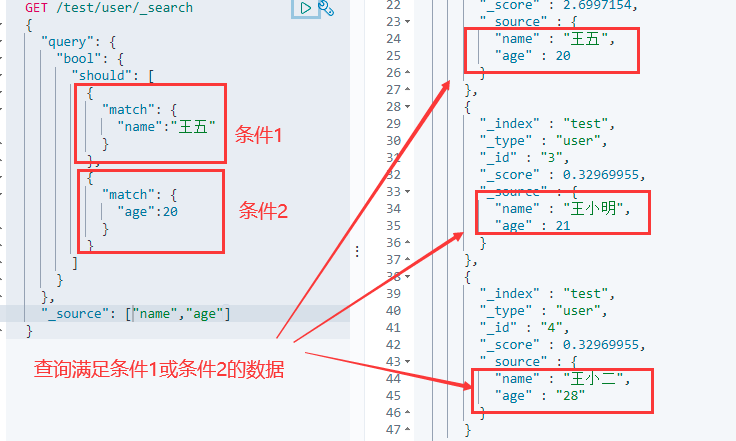 GET /test/user/_search
{
"query": {
"bool": {
"should": [
{
"match": {
"name":"王五"
}
},
{
"match": {
"age":20
}
}
]
}
},
"_source": ["name","age"]
}
条件1
条件2
查询满足条件1或条件2的数据
22 "_score" : 2.6997154,
23 "_source" : {
24 "name" : "王五",
25 "age" : 20
26 }
27 },
28 {
29 "_index" : "test",
30 "_type" : "user",
31 "_id" : "3",
32 "_score" : 0.32969955,
33 "_source" : {
34 "name" : "王小明",
35 "age" : 21
36 }
37 },
38 {
39 "_index" : "test",
40 "_type" : "user",
41 "_id" : "4",
42 "_score" : 0.32969955,
43 "_source" : {
44 "name" : "王小二",
45 "age" : "28"
46 }
47 }